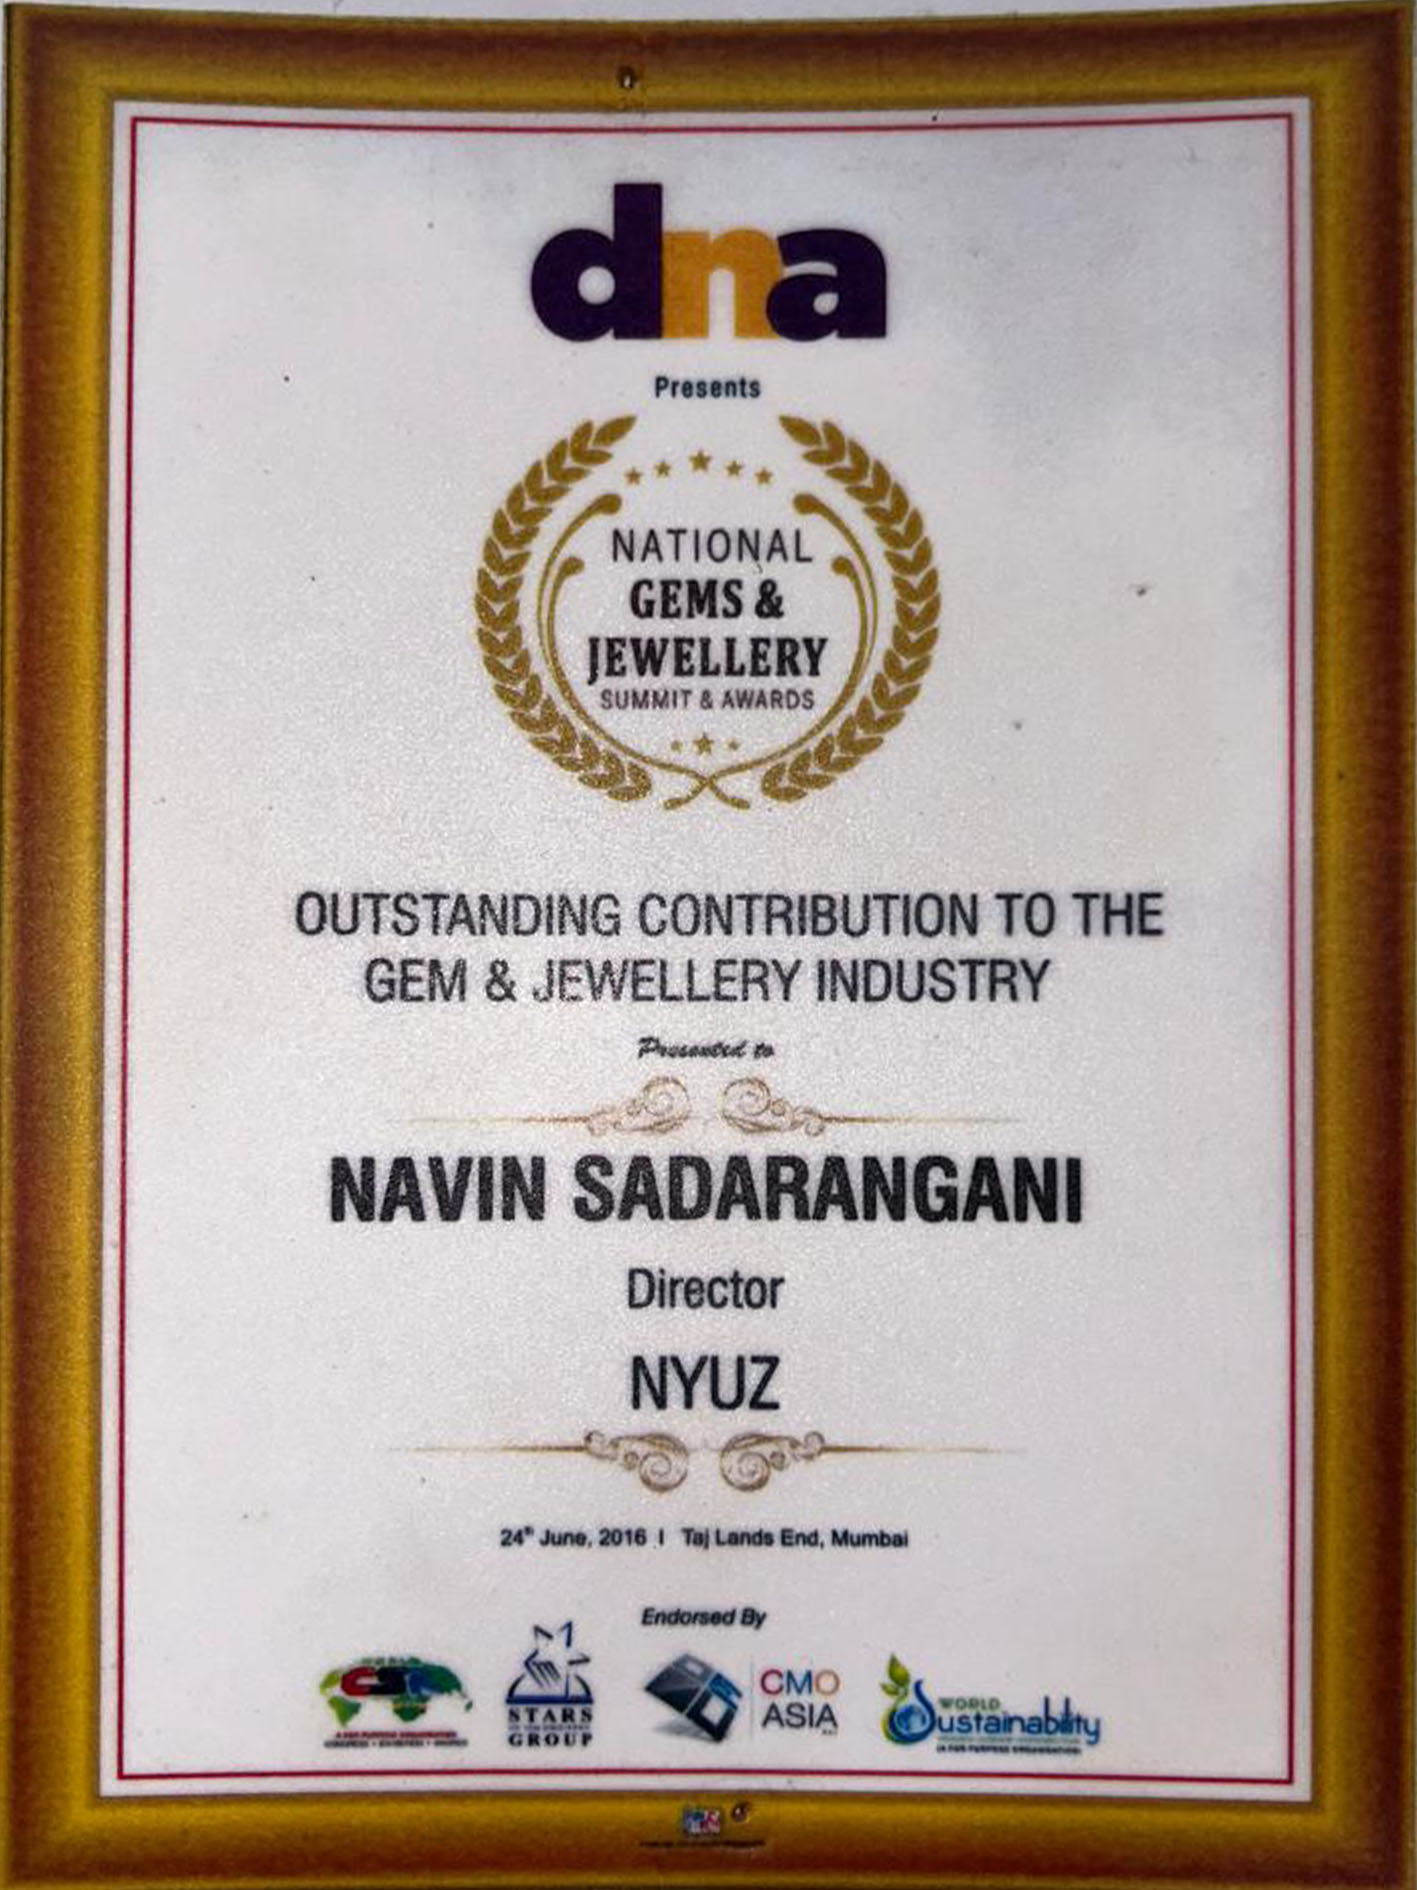 dna
Presents
NATIONAL
GEMS &
JEWELLERY
SUMMIT & AWARDS
OUTSTANDING CONTRIBUTION TO THE
GEM & JEWELLERY INDUSTRY
Presented to
NAVIN SADARANGANI
Director
NYUZ
24th June, 2016 | Taj Lands End, Mumbai
Endorsed By
STARS
GROUP
CMO
ASIA
WORLD
Sustainability